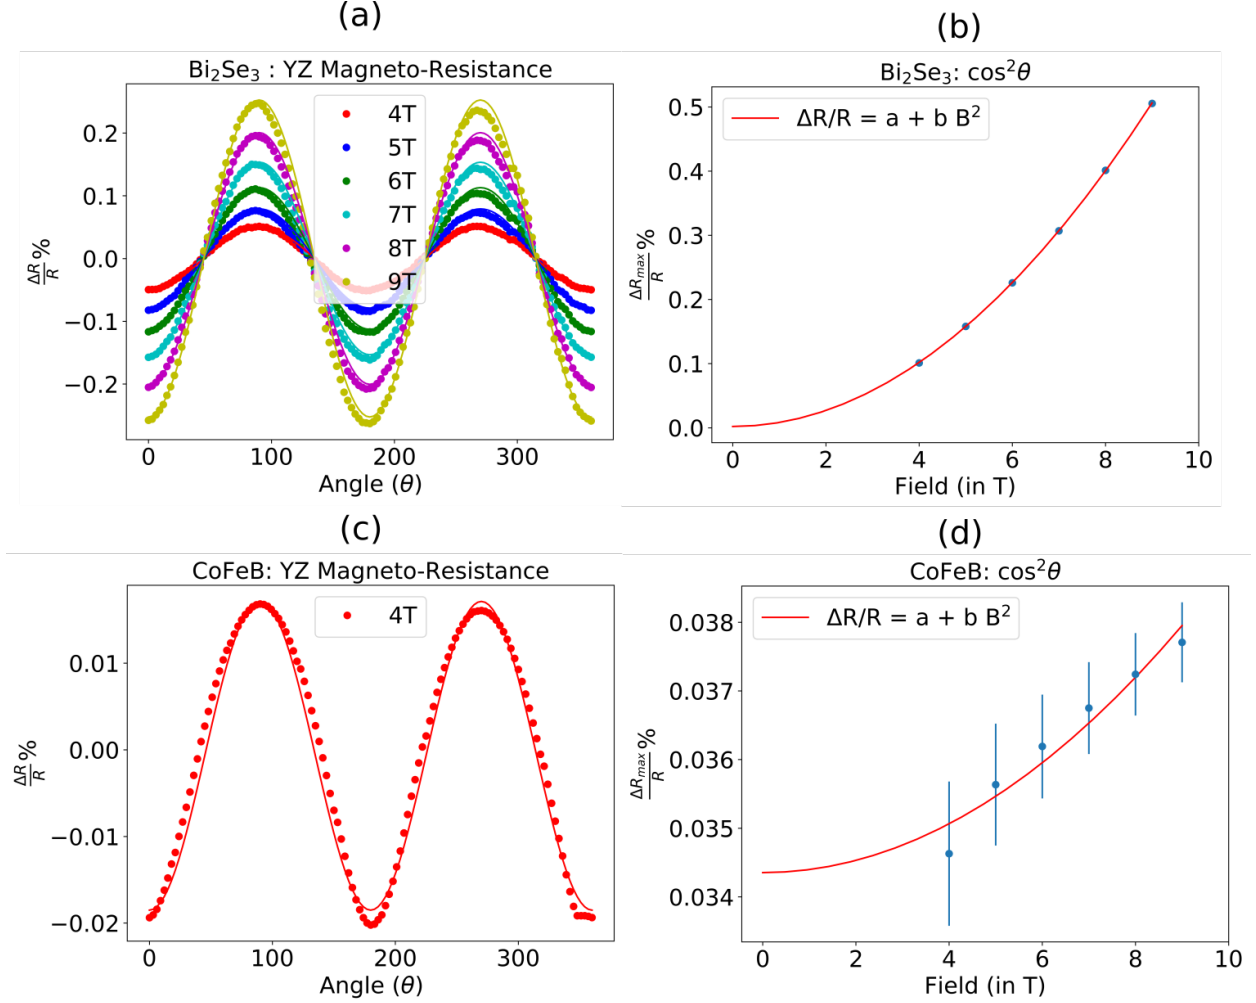 (a)
Bi₂Se₃ : YZ Magneto-Resistance
4T
5T
6T
7T
8T
9T
0.2
0.1
0.0
−0.1
−0.2
ΔR/R %
0 100 200 300
Angle (θ)
(b)
Bi₂Se₃: cos²θ
ΔR/R = a + b B²
0.5
0.4
0.3
0.2
0.1
0.0
ΔRmax/R %
0 2 4 6 8 10
Field (in T)
(c)
CoFeB: YZ Magneto-Resistance
4T
0.01
0.00
−0.01
−0.02
ΔR/R %
0 100 200 300
Angle (θ)
(d)
CoFeB: cos²θ
ΔR/R = a + b B²
0.038
0.037
0.036
0.035
0.034
ΔRmax/R %
0 2 4 6 8 10
Field (in T)